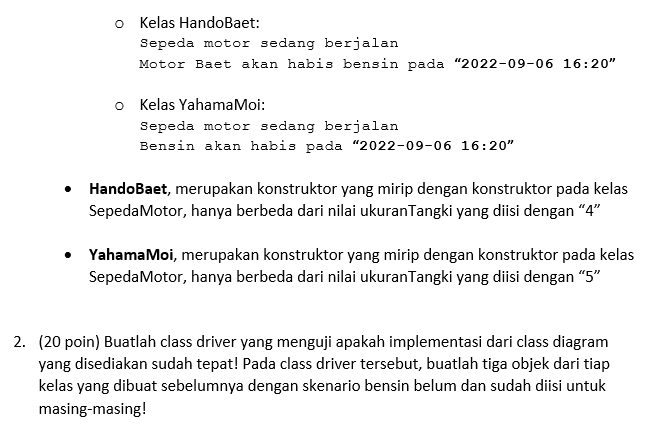 o Kelas HandoBaet:
Sepeda motor sedang berjalan
Motor Baet akan habis bensin pada “2022-09-06 16:20”
o Kelas YahamaMoi:
Sepeda motor sedang berjalan
Bensin akan habis pada “2022-09-06 16:20”
• HandoBaet, merupakan konstruktor yang mirip dengan konstruktor pada kelas
SepedaMotor, hanya berbeda dari nilai ukuranTangki yang diisi dengan “4”
• YahamaMoi, merupakan konstruktor yang mirip dengan konstruktor pada kelas
SepedaMotor, hanya berbeda dari nilai ukuranTangki yang diisi dengan “5”
2. (20 poin) Buatlah class driver yang menguji apakah implementasi dari class diagram
yang disediakan sudah tepat! Pada class driver tersebut, buatlah tiga objek dari tiap
kelas yang dibuat sebelumnya dengan skenario bensin belum dan sudah diisi untuk
masing-masing!